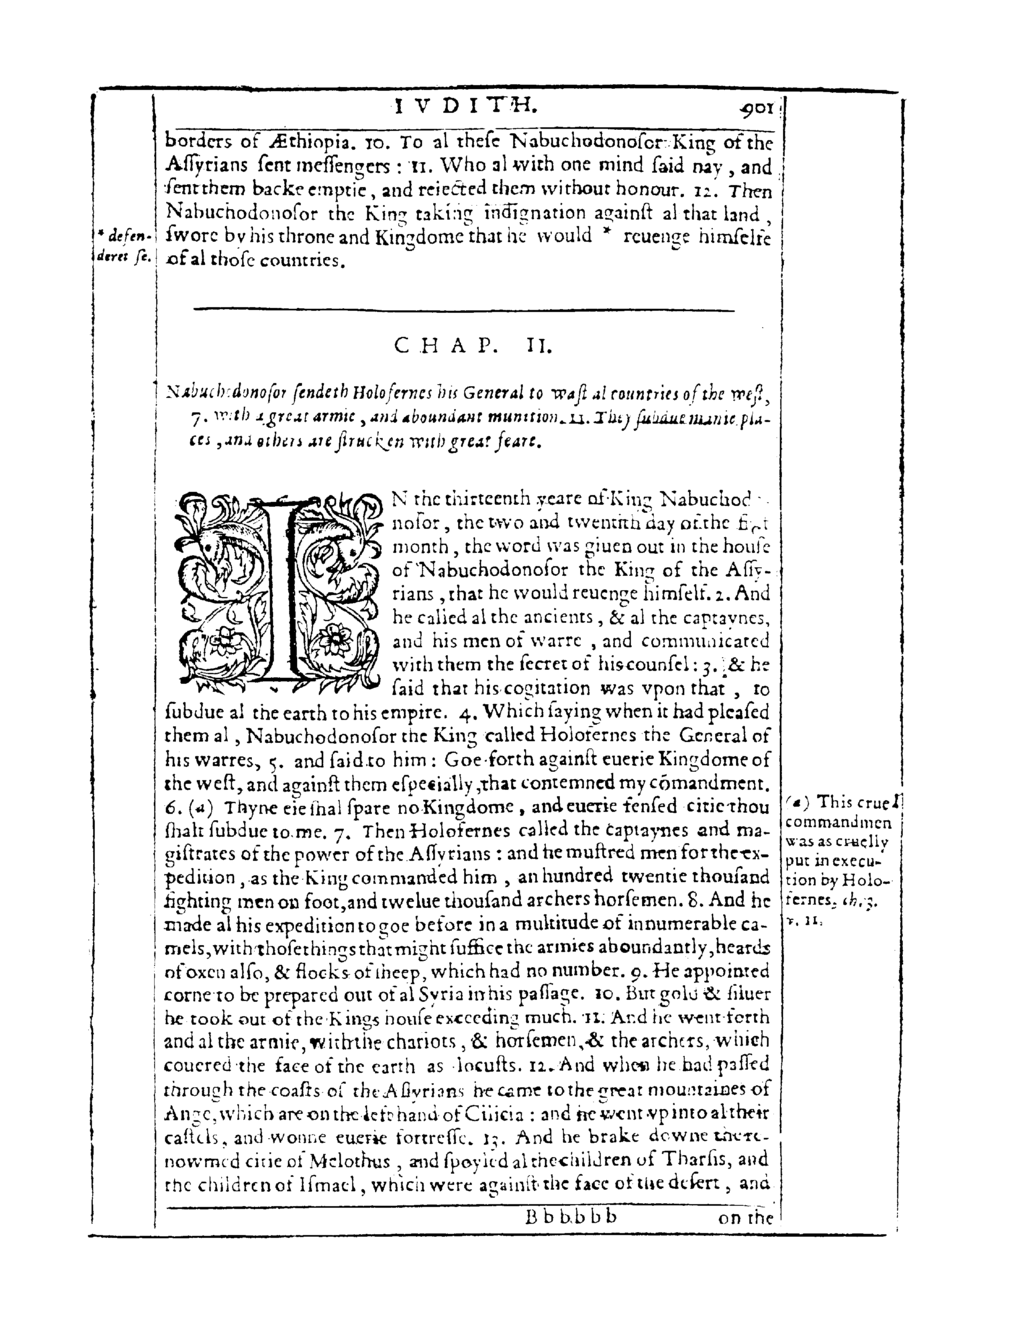 IVDITH. 901
borders of Æthiopia. 10. To al theſe Nabuchodonoſor King of the
Aſſyrians ſent meſſengers : 11. Who al with one mind ſaid nay , and
ſent them backe emptie , and reiected them without honour. 12. Then
Nabuchodonoſor the King taking indignation againſt al that land ,
ſwore by his throne and Kingdome that he would * reuenge himſelfe
of al thoſe countries.
* defen-
deret ſe.
CHAP. II.
Nabuchodonoſor ſendeth Holofernes his General to waſt al countries of the weſt,
7. with a great armie , and aboundant munition. 11. They ſubdue manie pla-
ces , and others are ſtrucken with great feare.
IN the thirteenth yeare of King Nabuchod
noſor , the two and twentith day of the firſt
month , the word was giuen out in the houſe
of Nabuchodonoſor the King of the Aſſy-
rians , that he would reuenge himſelf. 2. And
he called al the ancients , & al the captaynes,
and his men of warre , and communicated
with them the ſecret of his counſel : 3. & he
ſaid that his cogitation was vpon that , to
ſubdue al the earth to his empire. 4. Which ſaying when it had pleaſed
them al , Nabuchodonoſor the King called Holofernes the General of
his warres, 5. and ſaid to him : Goe forth againſt euerie Kingdome of
the weſt, and againſt them eſpecially ,that contemned my cõmandment.
6. (a) Thyne eie ſhal ſpare no Kingdome , and euerie fenſed citie thou
ſhalt ſubdue to me. 7. Then Holofernes called the captaynes and ma-
giſtrates of the power of the Aſſyrians : and he muſtred men for the ex-
pedition , as the King commanded him , an hundred twentie thouſand
fighting men on foot,and twelue thouſand archers horſemen. 8. And he
made al his expedition to goe before in a multitude of innumerable ca-
mels, with thoſe things that might ſuffice the armies aboundantly, heards
of oxen alſo, & flocks of ſheep, which had no number. 9. He appointed
corne to be prepared out of al Syria in his paſſage. 10. But gold & ſiluer
he took out of the Kings houſe exceeding much. 11. And he went forth
and al the armie, with the chariots , & horſemen, & the archers, which
couered the face of the earth as locuſts. 12. And when he had paſſed
through the coaſts of the Aſſyrians he came to the great mountaines of
Ange, which are on the left hand of Cilicia : and he went vp into al their
caſtels, and wonne euerie fortreſſe. 13. And he brake downe the re-
nowmed citie of Melothus , and ſpoyled al the children of Tharſis, and
the children of Iſmael , which were againſt the face of the deſert , and
(a) This cruel
commandmen
was as cruelly
put in execu-
tion by Holo-
fernes. ch. 3.
v. 11.
Bbbbbb on the